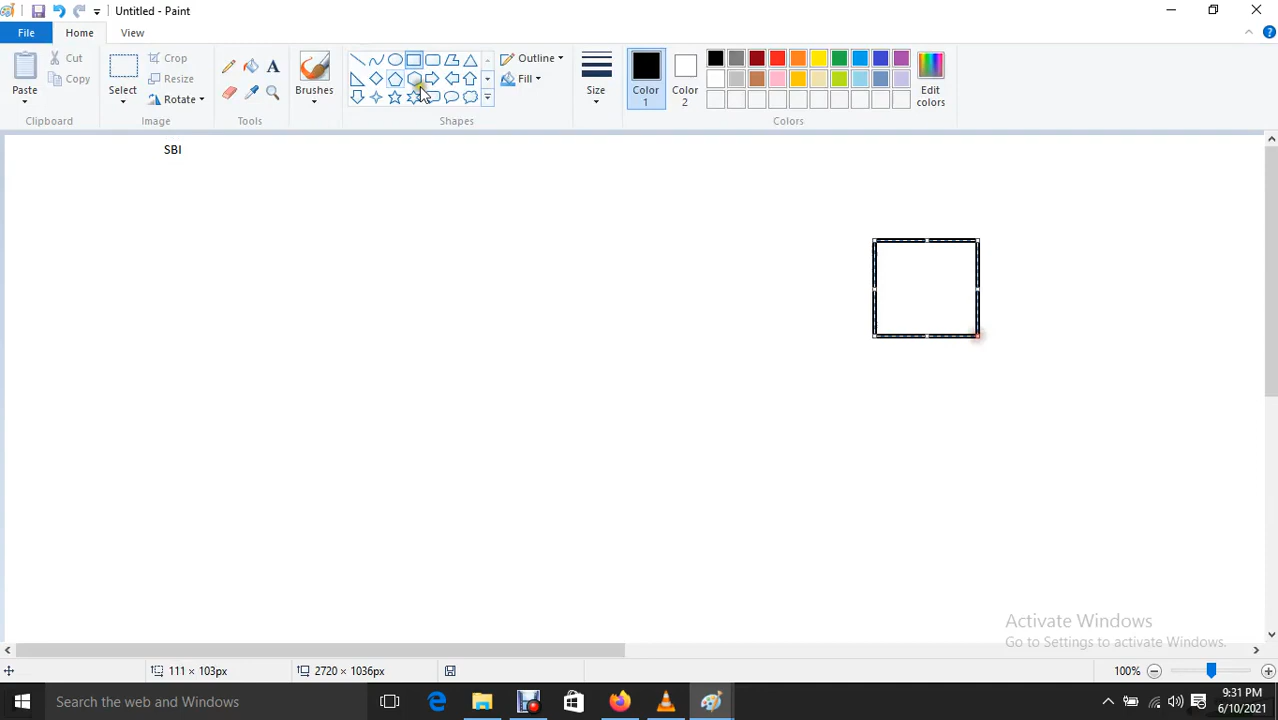 Untitled - Paint
File Home View
Paste
Cut
Copy
Clipboard
Select
Crop
Resize
Rotate
Image
A
Tools
Brushes
Outline
Fill
Shapes
Size
Color 1
Color 2
Edit colors
Colors
SBI
Activate Windows
Go to Settings to activate Windows.
111 × 103px
2720 × 1036px
100%
Search the web and Windows
9:31 PM
6/10/2021